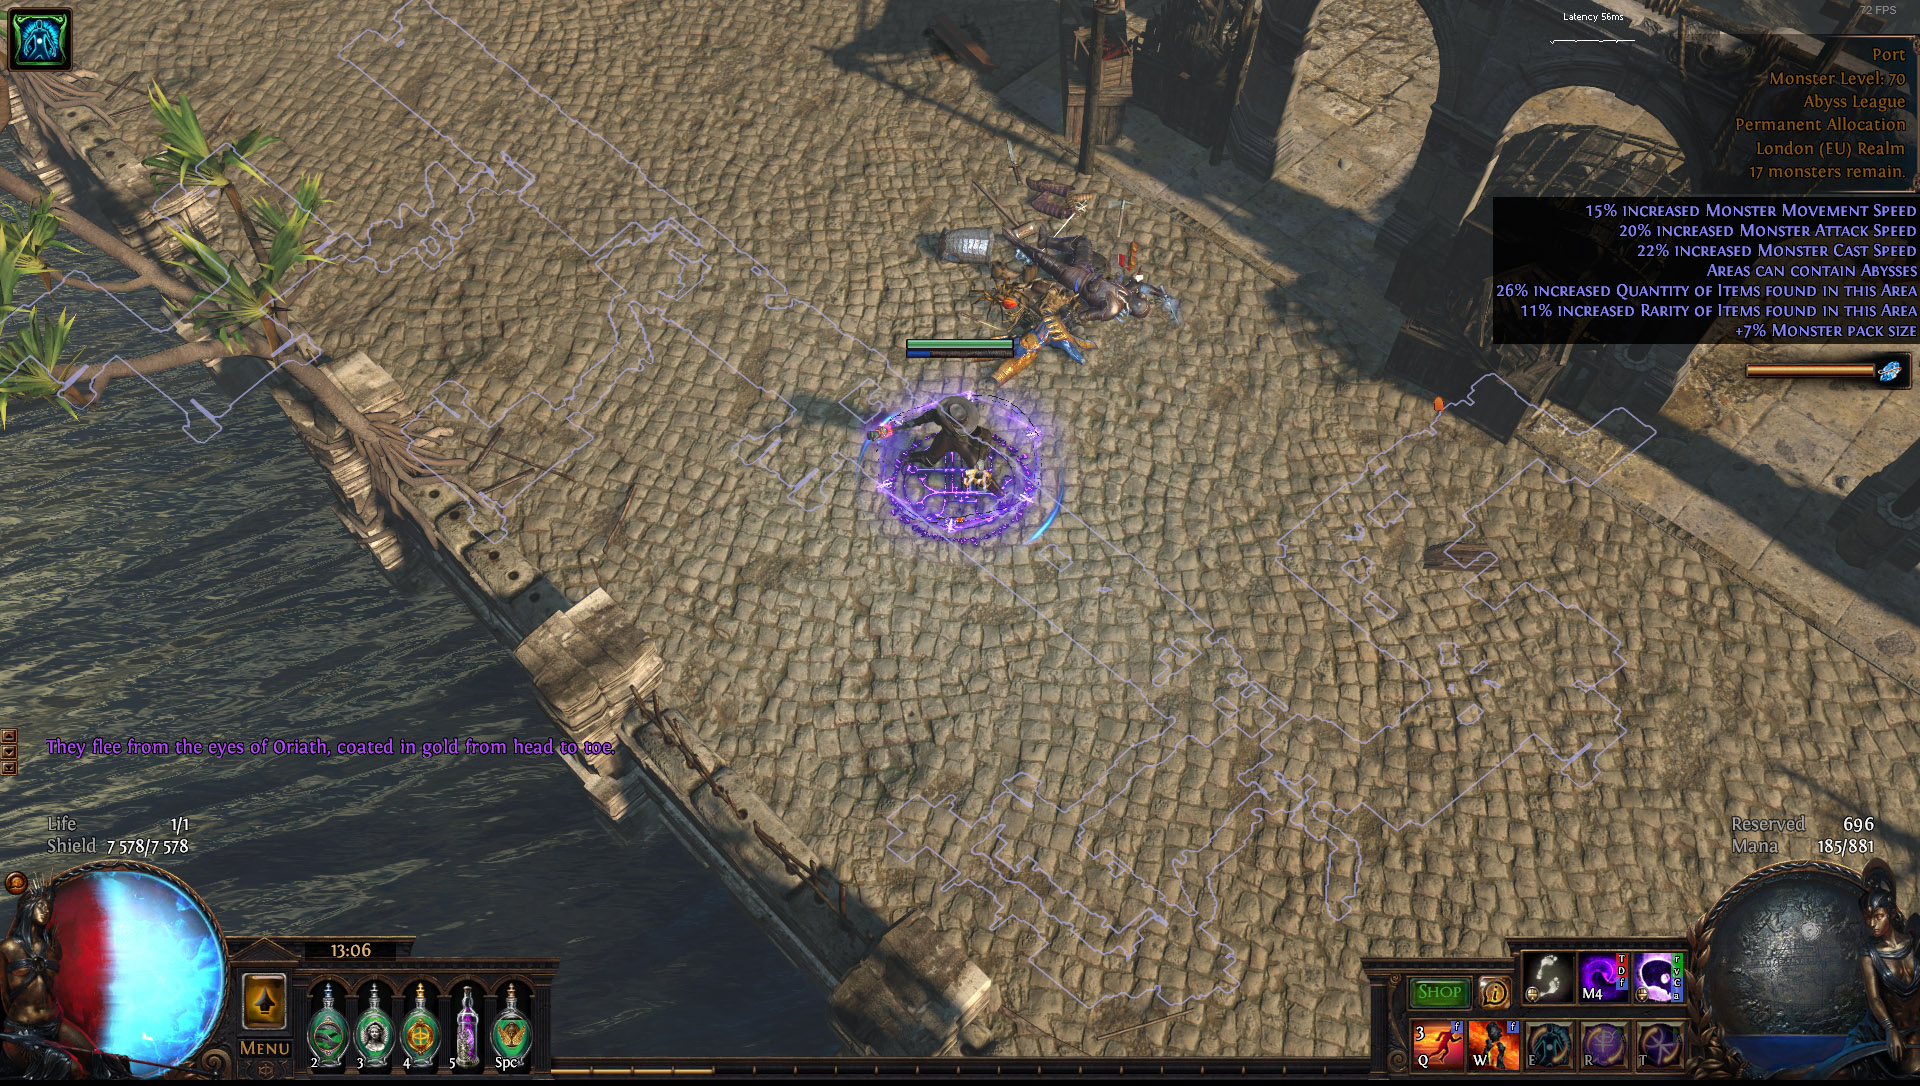 Latency 56ms
72 FPS
Port
Monster Level: 70
Abyss League
Permanent Allocation
London (EU) Realm
17 monsters remain.
15% increased Monster Movement Speed
20% increased Monster Attack Speed
22% increased Monster Cast Speed
Areas can contain Abysses
26% increased Quantity of Items found in this Area
11% increased Rarity of Items found in this Area
+7% Monster pack size
They flee from the eyes of Oriath, coated in gold from head to toe.
Life 1/1
Shield 7 578/7 578
Reserved 696
Mana 185/881
13:06
Menu
2 3 4 5 Spc
Shop
M4
T
D
f
r
v
C
a
3 f f
Q W E R T